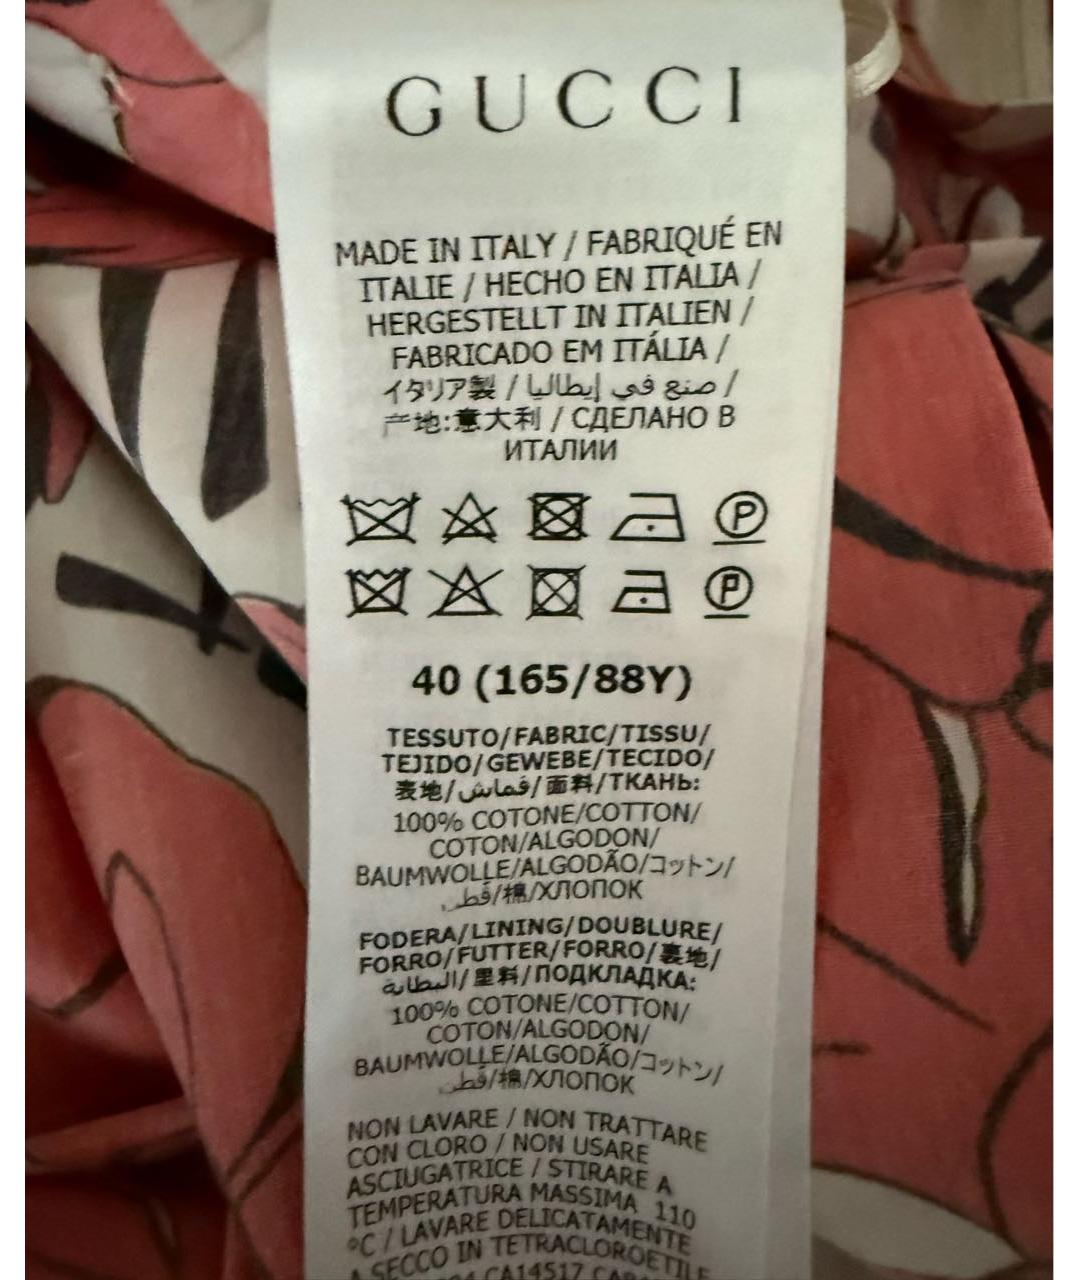 GUCCI
MADE IN ITALY / FABRIQUÉ EN
ITALIE / HECHO EN ITALIA /
HERGESTELLT IN ITALIEN /
FABRICADO EM ITÁLIA /
イタリア製 / صنع في إيطاليا /
产地:意大利 / СДЕЛАНО В
ИТАЛИИ
P
P
40 (165/88Y)
TESSUTO/FABRIC/TISSU/
TEJIDO/GEWEBE/TECIDO/
表地/قماش/面料/ТКАНЬ:
100% COTONE/COTTON/
COTON/ALGODON/
BAUMWOLLE/ALGODÃO/コットン/
قطن/棉/ХЛОПОК
FODERA/LINING/DOUBLURE/
FORRO/FUTTER/FORRO/裏地/
البطانة/里料/ПОДКЛАДКА:
100% COTONE/COTTON/
COTON/ALGODON/
BAUMWOLLE/ALGODÃO/コットン/
قطن/棉/ХЛОПОК
NON LAVARE / NON TRATTARE
CON CLORO / NON USARE
ASCIUGATRICE / STIRARE A
TEMPERATURA MASSIMA 110
°C / LAVARE DELICATAMENTE
A SECCO IN TETRACLOROETILE
CA14517